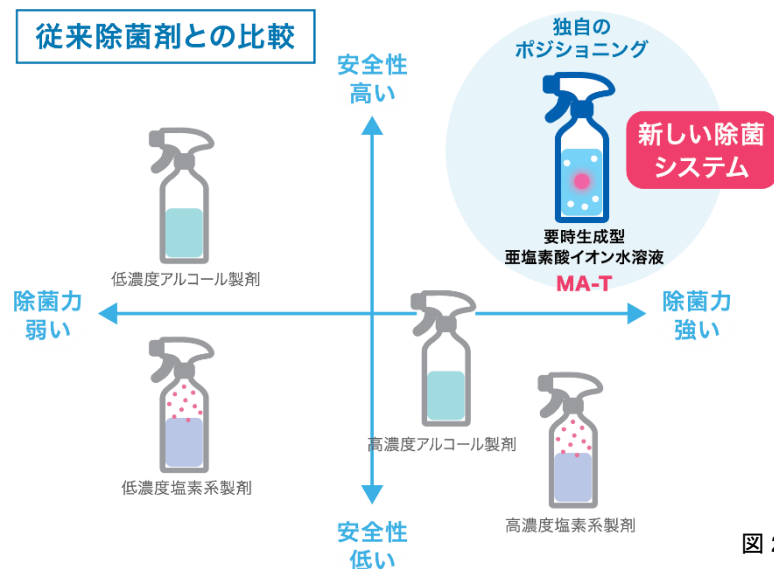 従来除菌剤との比較
独自の
ポジショニング
安全性
高い
新しい除菌
システム
要時生成型
亜塩素酸イオン水溶液
MA-T
低濃度アルコール製剤
除菌力
弱い
除菌力
強い
高濃度アルコール製剤
低濃度塩素系製剤
高濃度塩素系製剤
安全性
低い
図 2